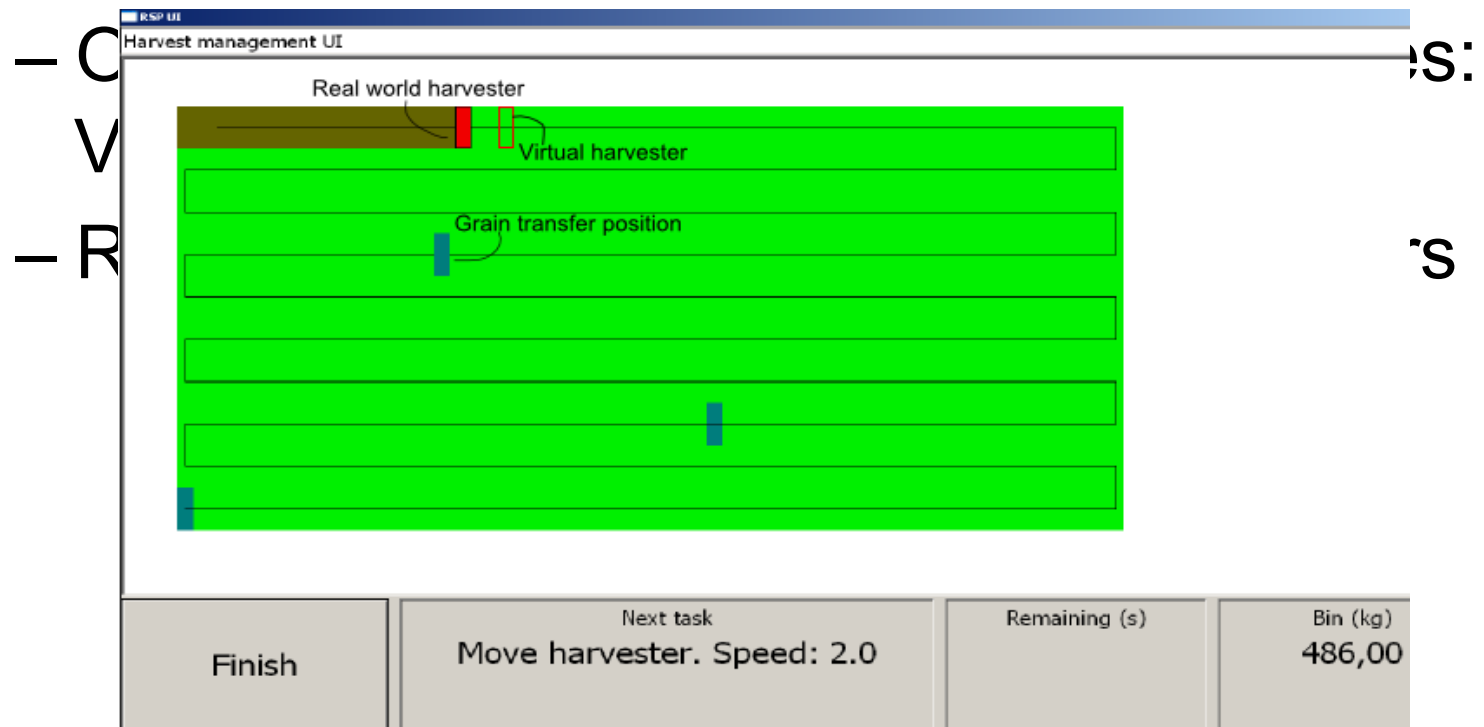 RSP UI
Harvest management UI
Real world harvester
Virtual harvester
Grain transfer position
Next task
Move harvester. Speed: 2.0
Remaining (s)
Bin (kg)
486,00
Finish